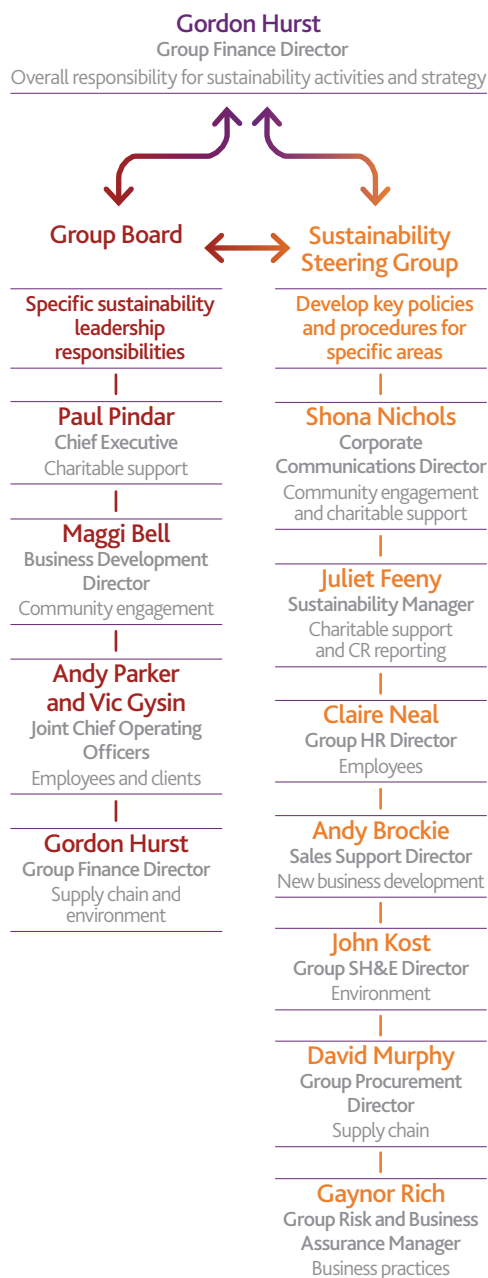 Gordon Hurst
Group Finance Director
Overall responsibility for sustainability activities and strategy
Group Board
Specific sustainability
leadership
responsibilities
Paul Pindar
Chief Executive
Charitable support
Maggi Bell
Business Development
Director
Community engagement
Andy Parker
and Vic Gysin
Joint Chief Operating
Officers
Employees and clients
Gordon Hurst
Group Finance Director
Supply chain and
environment
Sustainability
Steering Group
Develop key policies
and procedures for
specific areas
Shona Nichols
Corporate
Communications Director
Community engagement
and charitable support
Juliet Feeny
Sustainability Manager
Charitable support
and CR reporting
Claire Neal
Group HR Director
Employees
Andy Brockie
Sales Support Director
New business development
John Kost
Group SH&E Director
Environment
David Murphy
Group Procurement
Director
Supply chain
Gaynor Rich
Group Risk and Business
Assurance Manager
Business practices